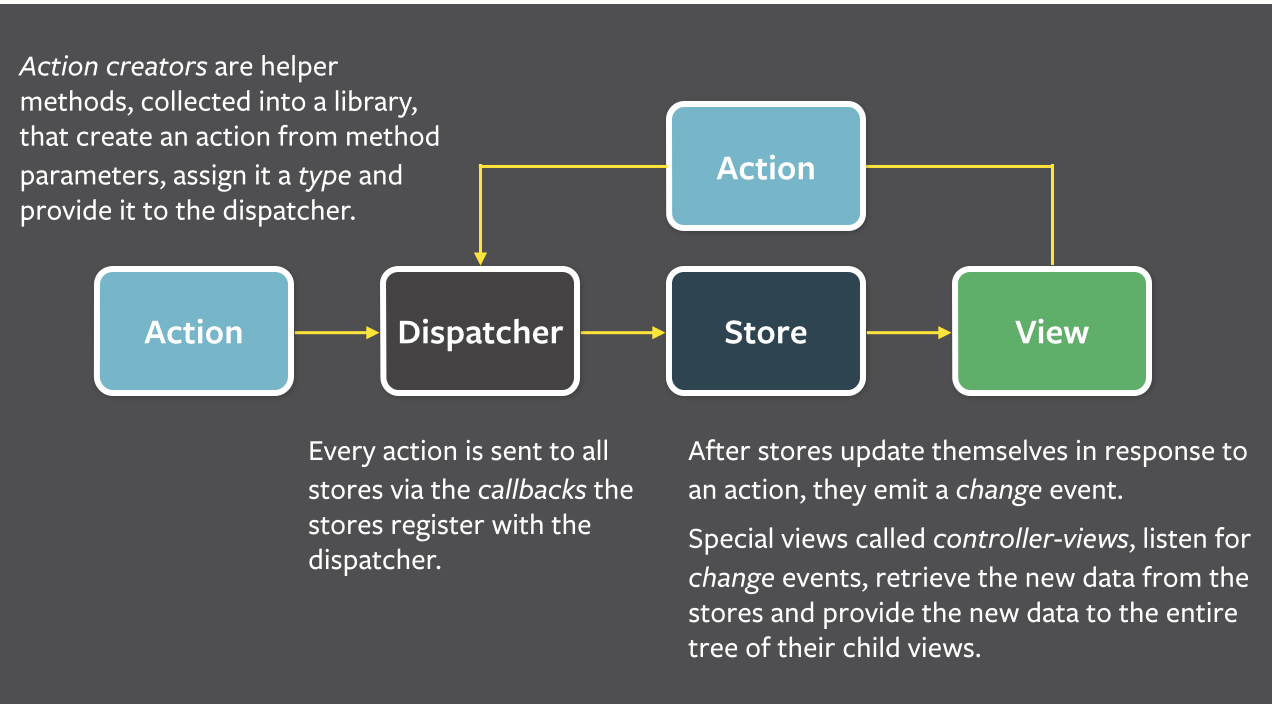 Action creators are helper
methods, collected into a library,
that create an action from method
parameters, assign it a type and
provide it to the dispatcher.
Action
Action
Dispatcher
Store
View
Every action is sent to all
stores via the callbacks the
stores register with the
dispatcher.
After stores update themselves in response to
an action, they emit a change event.
Special views called controller-views, listen for
change events, retrieve the new data from the
stores and provide the new data to the entire
tree of their child views.